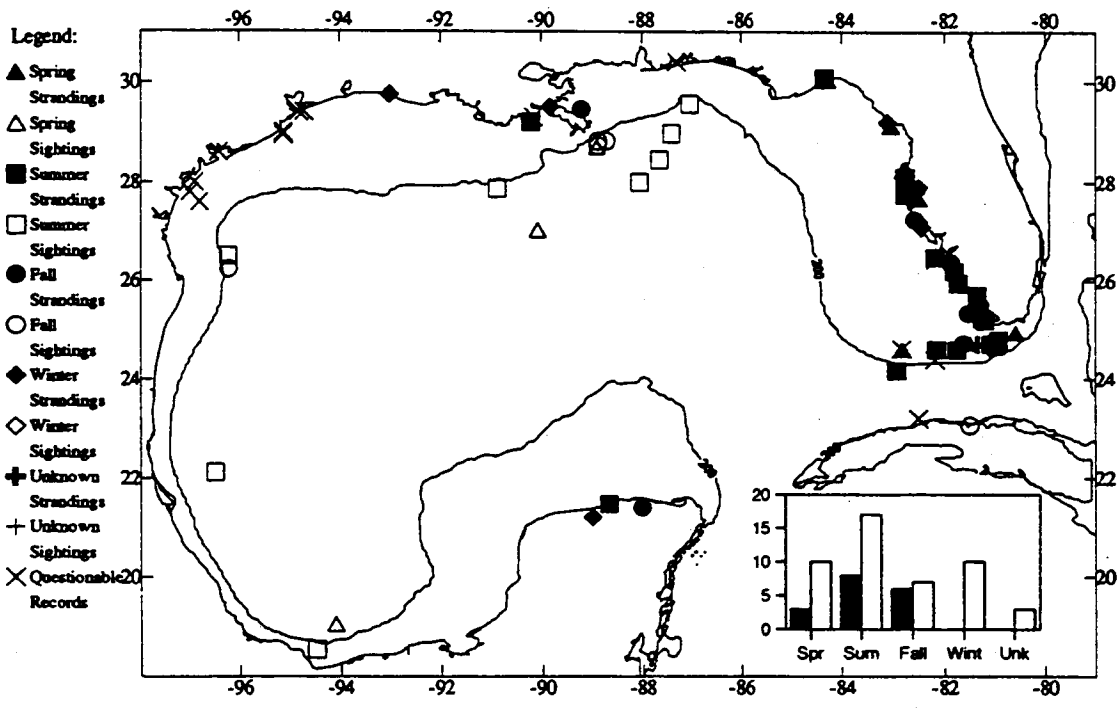 -96 -94 -92 -90 -88 -86 -84 -82 -80
Legend:
Spring
Strandings
Spring
Sightings
Summer
Strandings
Summer
Sightings
Fall
Strandings
Fall
Sightings
Winter
Strandings
Winter
Sightings
Unknown
Strandings
Unknown
Sightings
Questionable
Records
30
28
26
24
22
20
30
28
26
24
22
20
200
20
15
10
5
0
Spr Sum Fall Wint Unk
-96 -94 -92 -90 -88 -86 -84 -82 -80